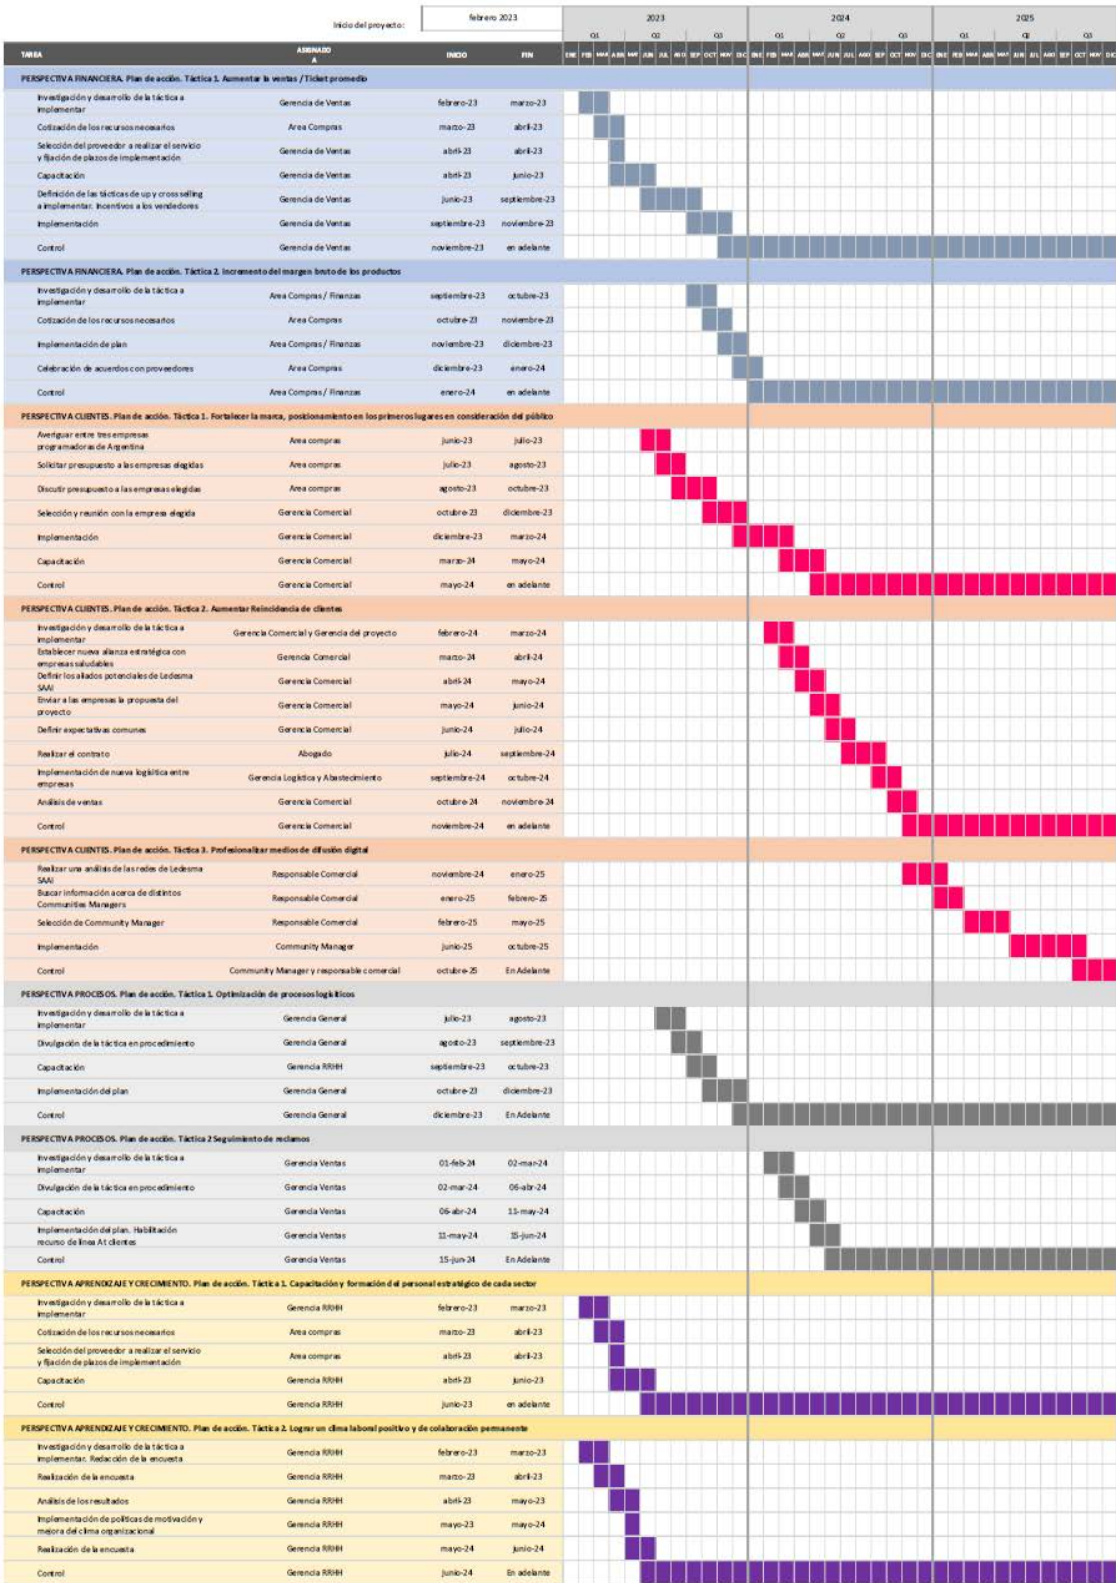 Inicio del proyecto: febrero 2023 2023 2024 2025
Q1 Q2 Q3 Q1 Q2 Q3 Q1 Q2 Q3
TAREA ASIGNADO A INICIO FIN ENE FEB MAR ABR MAY JUN JUL AGO SEP OCT NOV DIC ENE FEB MAR ABR MAY JUN JUL AGO SEP OCT NOV DIC ENE FEB MAR ABR MAY JUN JUL AGO SEP OCT NOV DIC
PERSPECTIVA FINANCIERA. Plan de acción. Táctica 1. Aumentar la ventas / Ticket promedio
Investigación y desarrollo de la táctica a
implementar Gerencia de Ventas febrero-23 marzo-23
Cotización de los recursos necesarios Area Compras marzo-23 abril-23
Selección del proveedor a realizar el servicio
y fijación de plazos de implementación Gerencia de Ventas abril-23 abril-23
Capacitación Gerencia de Ventas abril-23 junio-23
Definición de las tácticas de up y cross selling
a implementar. Incentivos a los vendedores Gerencia de Ventas junio-23 septiembre-23
Implementación Gerencia de Ventas septiembre-23 noviembre-23
Control Gerencia de Ventas noviembre-23 en adelante
PERSPECTIVA FINANCIERA. Plan de acción. Táctica 2. Incremento del margen bruto de los productos
Investigación y desarrollo de la táctica a
implementar Area Compras / Finanzas septiembre-23 octubre-23
Cotización de los recursos necesarios Area Compras octubre-23 noviembre-23
Implementación de plan Area Compras / Finanzas noviembre-23 diciembre-23
Celebración de acuerdos con proveedores Area Compras diciembre-23 enero-24
Control Area Compras / Finanzas enero-24 en adelante
PERSPECTIVA CLIENTES. Plan de acción. Táctica 1. Fortalecer la marca, posicionamiento en los primeros lugares en consideración del público
Averiguar entre tres empresas
programadoras de Argentina Area compras junio-23 julio-23
Solicitar presupuesto a las empresas elegidas Area compras julio-23 agosto-23
Discutir presupuesto a las empresas elegidas Area compras agosto-23 octubre-23
Selección y reunión con la empresa elegida Gerencia Comercial octubre-23 diciembre-23
Implementación Gerencia Comercial diciembre-23 marzo-24
Capacitación Gerencia Comercial marzo-24 mayo-24
Control Gerencia Comercial mayo-24 en adelante
PERSPECTIVA CLIENTES. Plan de acción. Táctica 2. Aumentar Reincidencia de clientes
Investigación y desarrollo de la táctica a
implementar Gerencia Comercial y Gerencia del proyecto febrero-24 marzo-24
Establecer nueva alianza estratégica con
empresas saludables Gerencia Comercial marzo-24 abril-24
Definir los aliados potenciales de Ledesma
SAAI Gerencia Comercial abril-24 mayo-24
Enviar a las empresas la propuesta del
proyecto Gerencia Comercial mayo-24 junio-24
Definir expectativas comunes Gerencia Comercial junio-24 julio-24
Realizar el contrato Abogado julio-24 septiembre-24
Implementación de nueva logísitica entre
empresas Gerencia Logística y Abastecimiento septiembre-24 octubre-24
Análisis de ventas Gerencia Comercial octubre-24 noviembre-24
Control Gerencia Comercial noviembre-24 en adelante
PERSPECTIVA CLIENTES. Plan de acción. Táctica 3. Profesionalizar medios de difusión digital
Realizar una análisis de las redes de Ledesma
SAAI Responsable Comercial noviembre-24 enero-25
Buscar información acerca de distintos
Communities Managers Responsable Comercial enero-25 febrero-25
Selección de Community Manager Responsable Comercial febrero-25 mayo-25
Implementación Community Manager junio-25 octubre-25
Control Community Manager y responsable comercial octubre-25 En Adelante
PERSPECTIVA PROCESOS. Plan de acción. Táctica 1. Optimización de procesos logísiticos
Investigación y desarrollo de la táctica a
implementar Gerencia General julio-23 agosto-23
Divulgación de la táctica en procedimiento Gerencia General agosto-23 septiembre-23
Capacitación Gerencia RRHH septiembre-23 octubre-23
Implementación del plan Gerencia General octubre-23 diciembre-23
Control Gerencia General diciembre-23 En Adelante
PERSPECTIVA PROCESOS. Plan de acción. Táctica 2 Seguimiento de reclamos
Investigación y desarrollo de la táctica a
implementar Gerencia Ventas 01-feb-24 02-mar-24
Divulgación de la táctica en procedimiento Gerencia Ventas 02-mar-24 06-abr-24
Capacitación Gerencia Ventas 06-abr-24 11-may-24
Implementación del plan. Habilitación
recurso de linea At clientes Gerencia Ventas 11-may-24 15-jun-24
Control Gerencia Ventas 15-jun-24 En Adelante
PERSPECTIVA APRENDIZAJE Y CRECIMIENTO. Plan de acción. Táctica 1. Capacitación y formación del personal estratégico de cada sector
Investigación y desarrollo de la táctica a
implementar Gerencia RRHH febrero-23 marzo-23
Cotización de los recursos necesarios Area compras marzo-23 abril-23
Selección del proveedor a realizar el servicio
y fijación de plazos de implementación Area compras abril-23 abril-23
Capacitación Gerencia RRHH abril-23 junio-23
Control Gerencia RRHH junio-23 en adelante
PERSPECTIVA APRENDIZAJE Y CRECIMIENTO. Plan de acción. Táctica 2. Lograr un clima laboral positivo y de colaboración permanente
Investigación y desarrollo de la táctica a
implementar. Redacción de la encuesta Gerencia RRHH febrero-23 marzo-23
Realización de la encuesta Gerencia RRHH marzo-23 abril-23
Análisis de los resultados Gerencia RRHH abril-23 mayo-23
Implementación de políticas de motivación y
mejora del clima organizacional Gerencia RRHH mayo-23 mayo-24
Realización de la encuesta Gerencia RRHH mayo-24 junio-24
Control Gerencia RRHH junio-24 En adelante